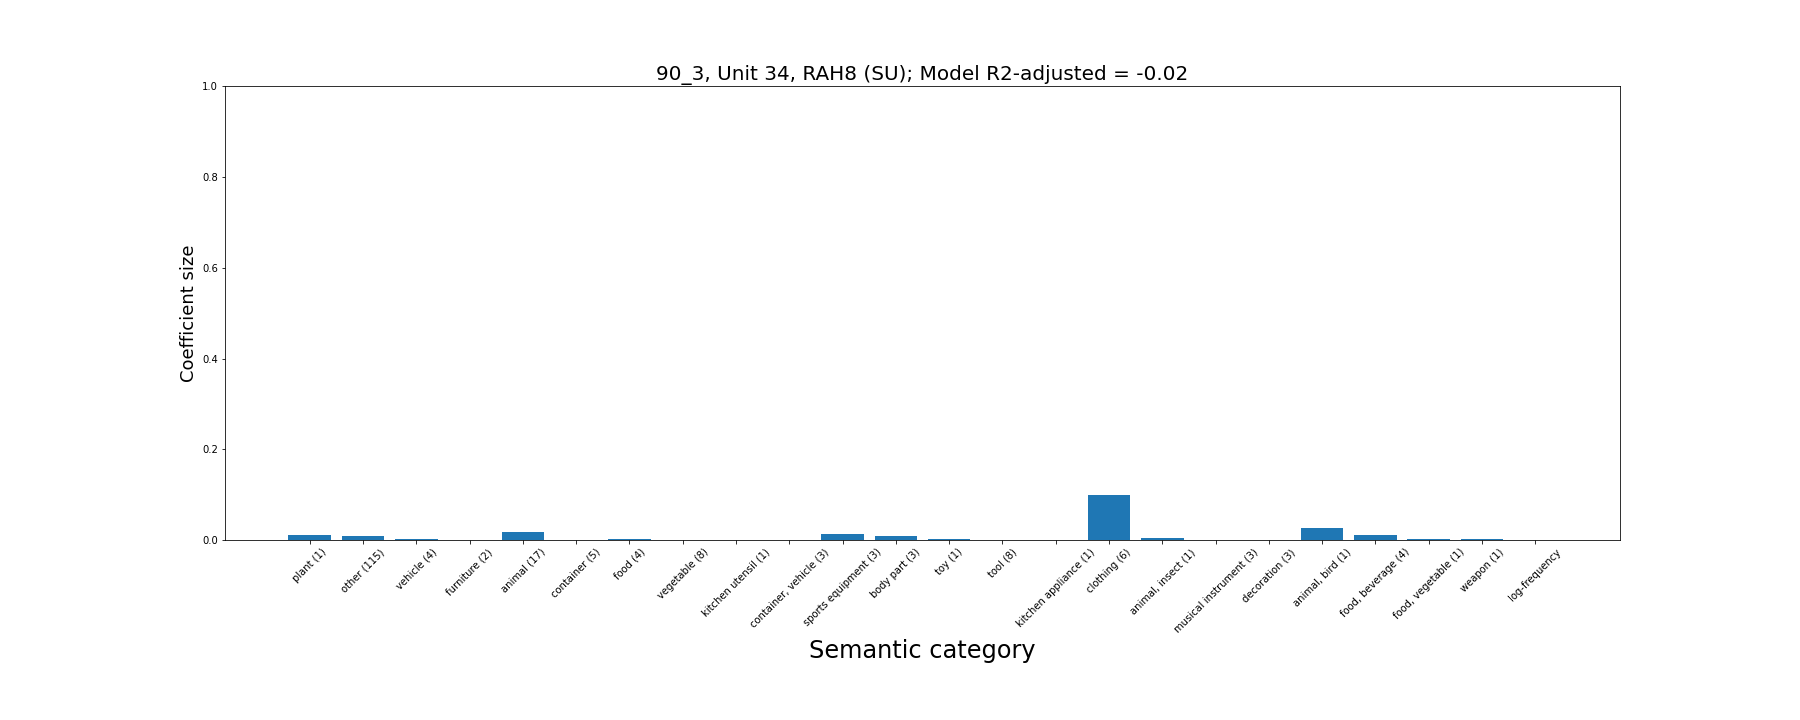 90_3, Unit 34, RAH8 (SU); Model R2-adjusted = -0.02
Coefficient size
1.0
0.8
0.6
0.4
0.2
0.0
plant (1)
other (115)
vehicle (4)
furniture (2)
animal (17)
container (5)
food (4)
vegetable (8)
kitchen utensil (1)
container, vehicle (3)
sports equipment (3)
body part (3)
toy (1)
tool (8)
kitchen appliance (1)
clothing (6)
animal, insect (1)
musical instrument (3)
decoration (3)
animal, bird (1)
food, beverage (4)
food, vegetable (1)
weapon (1)
log-frequency
Semantic category